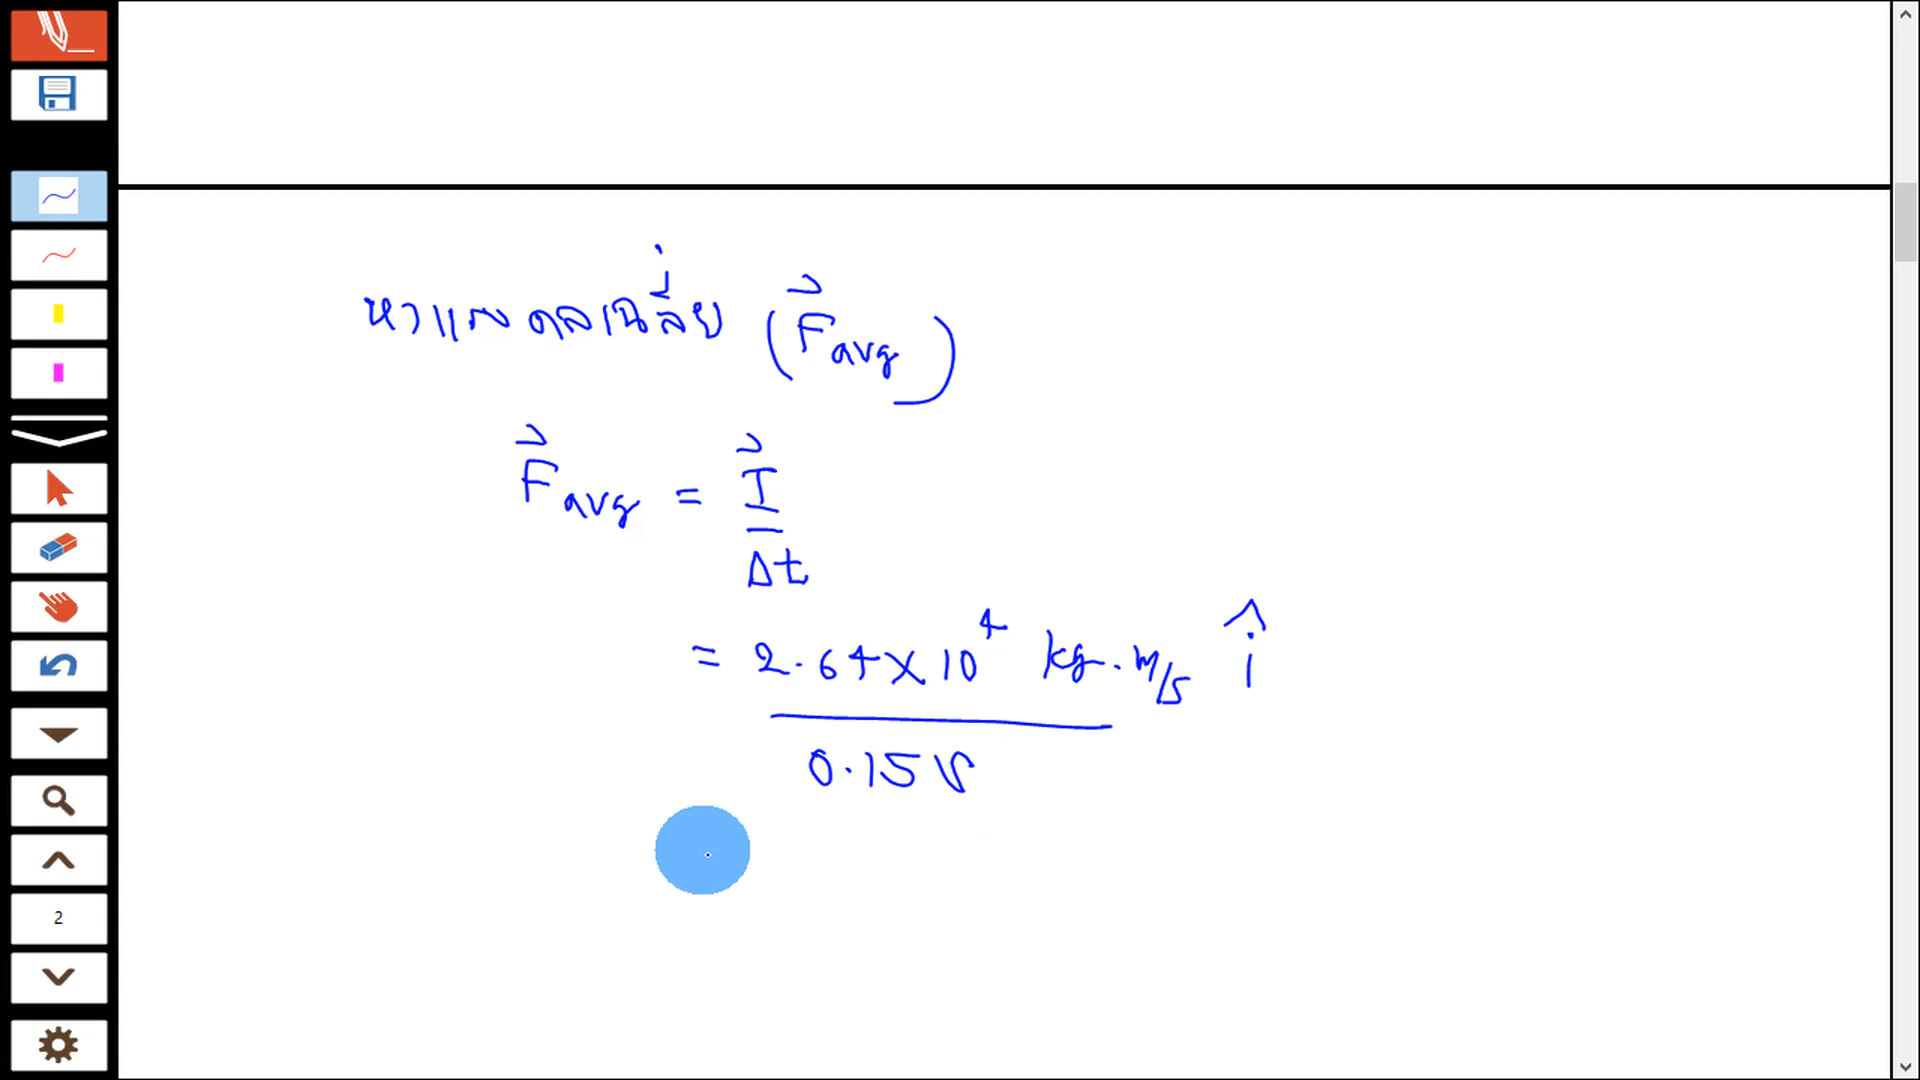 หาแรงดลเฉลี่ย (F⃗avg)
F⃗avg = I⃗
Δt
= 2.64 x 10⁴ kg.m/s î
0.15 s
2